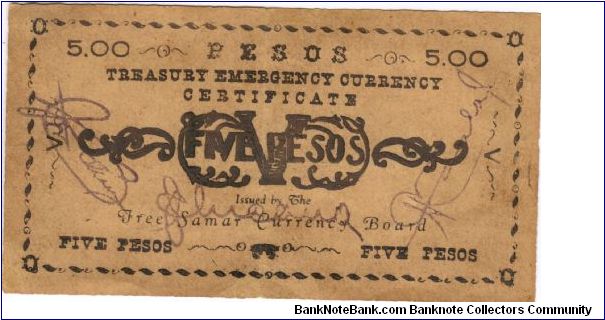 5.00 PESOS 5.00
TREASURY EMERGENCY CURRENCY
CERTIFICATE
V FIVE V PESOS V
Issued by The
Free Samar Currency Board
FIVE PESOS FIVE PESOS
BankNoteBank.com Banknote Collectors Community